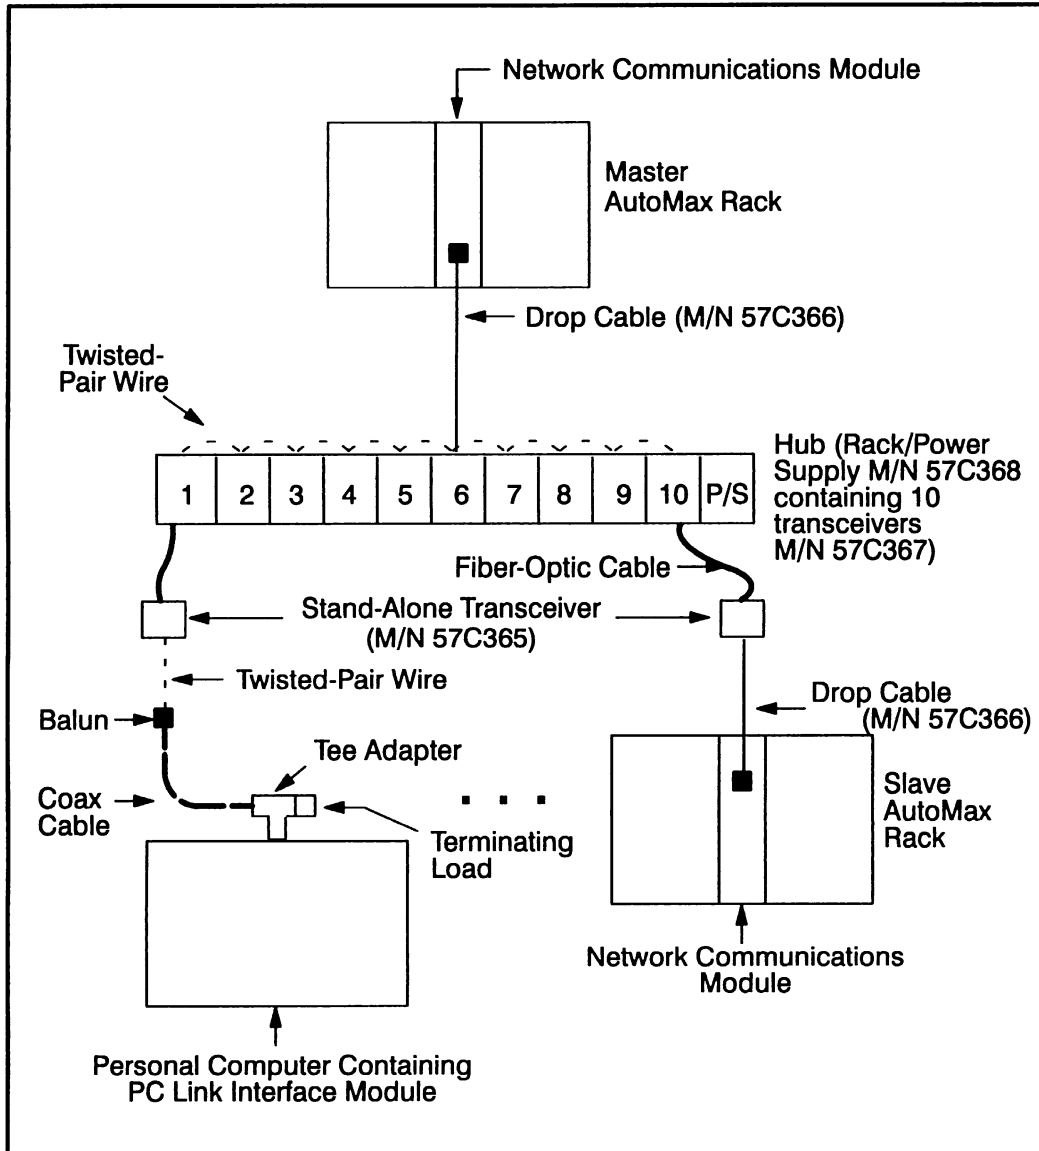 Network Communications Module
Master
AutoMax Rack
Drop Cable (M/N 57C366)
Twisted-
Pair Wire
1 2 3 4 5 6 7 8 9 10 P/S
Hub (Rack/Power
Supply M/N 57C368
containing 10
transceivers
M/N 57C367)
Fiber-Optic Cable
Stand-Alone Transceiver
(M/N 57C365)
Twisted-Pair Wire
Drop Cable
(M/N 57C366)
Balun
Tee Adapter
Coax
Cable
Terminating
Load
Slave
AutoMax
Rack
Network Communications
Module
Personal Computer Containing
PC Link Interface Module